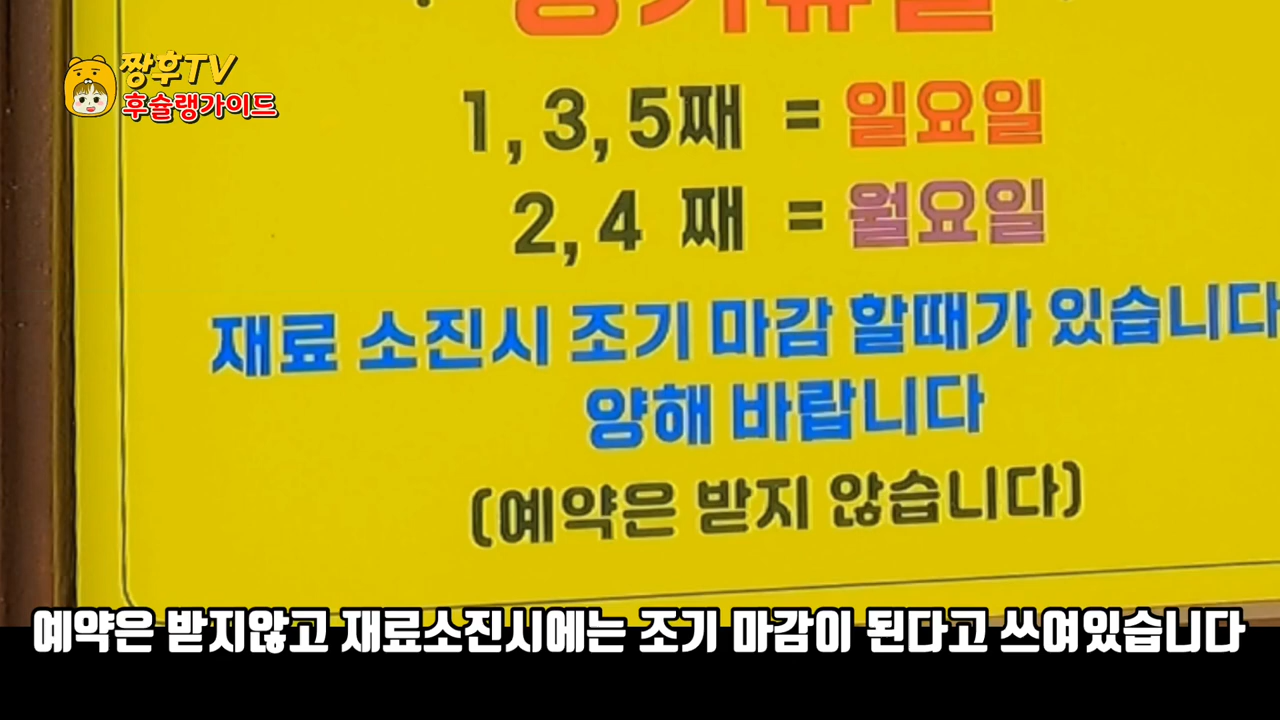 짱후TV
후슐랭가이드
정기휴일
1, 3, 5째 = 일요일
2, 4 째 = 월요일
재료 소진시 조기 마감 할때가 있습니다
양해 바랍니다
(예약은 받지 않습니다)
예약은 받지않고 재료소진시에는 조기 마감이 된다고 쓰여있습니다